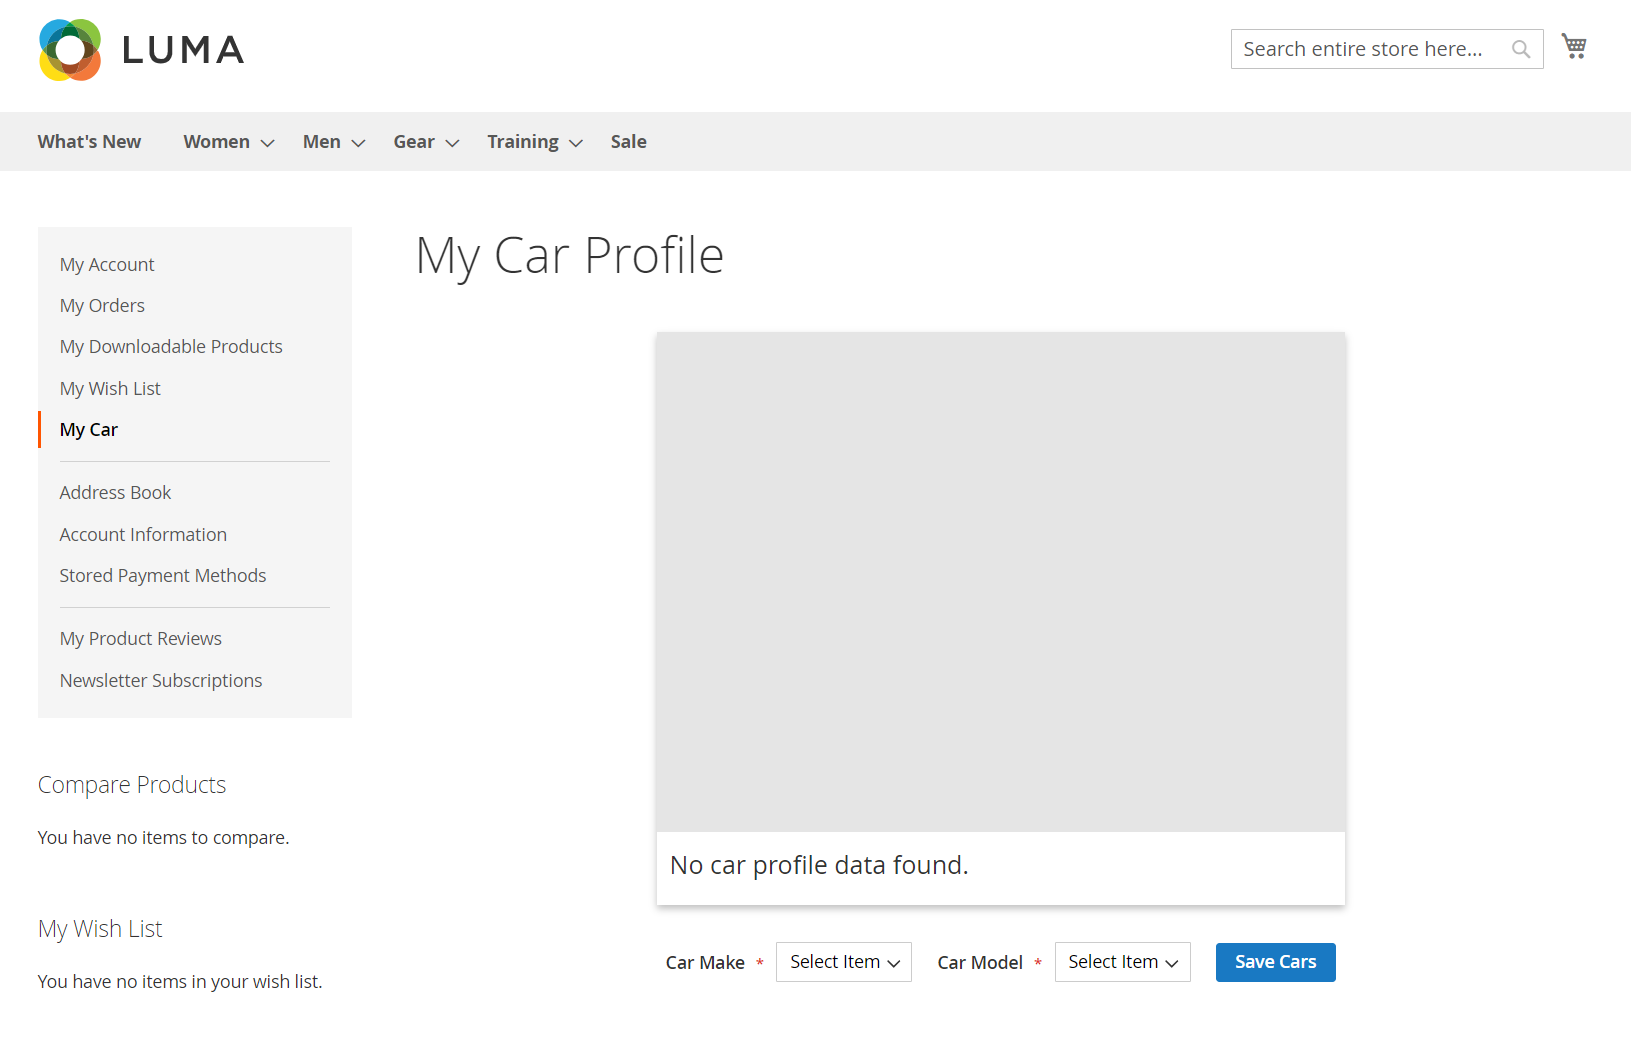 LUMA
Search entire store here...
What's New Women Men Gear Training Sale
My Account
My Orders
My Downloadable Products
My Wish List
My Car
Address Book
Account Information
Stored Payment Methods
My Product Reviews
Newsletter Subscriptions
Compare Products
You have no items to compare.
My Wish List
You have no items in your wish list.
My Car Profile
No car profile data found.
Car Make * Select Item Car Model * Select Item Save Cars